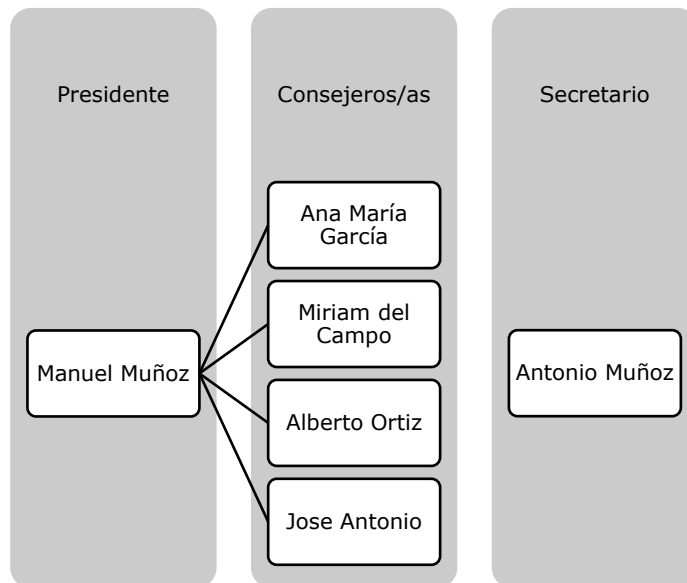 Presidente
Consejeros/as
Secretario
Ana María
García
Miriam del
Campo
Manuel Muñoz
Antonio Muñoz
Alberto Ortiz
Jose Antonio